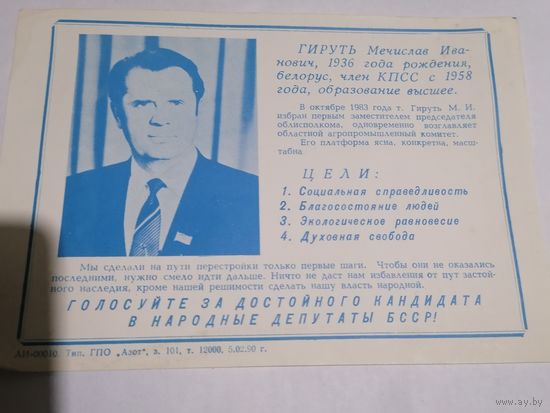 ГИРУТЬ Мечислав Ива-
нович, 1936 года рождения,
белорус, член КПСС с 1958
года, образование высшее.
В октябре 1983 года т. Гируть М. И.
избран первым заместителем председателя
облисполкома, одновременно возглавляет
областной агропромышленный комитет.
Его платформа ясна, конкретна, масш-
табна
ЦЕЛИ:
1. Социальная справедливость
2. Благосостояние людей
3. Экологическое равновесие
4. Духовная свобода
Мы сделали на пути перестройки только первые шаги. Чтобы они не оказались
последними, нужно смело идти дальше. Ничто не даст нам избавления от пут застой-
ного наследия, кроме нашей решимости сделать нашу власть народной.
ГОЛОСУЙТЕ ЗА ДОСТОЙНОГО КАНДИДАТА
В НАРОДНЫЕ ДЕПУТАТЫ БССР!
АИ-00010. Тип. ГПО „Азот“, з. 101, т. 12000, 5.02.90 г.
www.ay.by